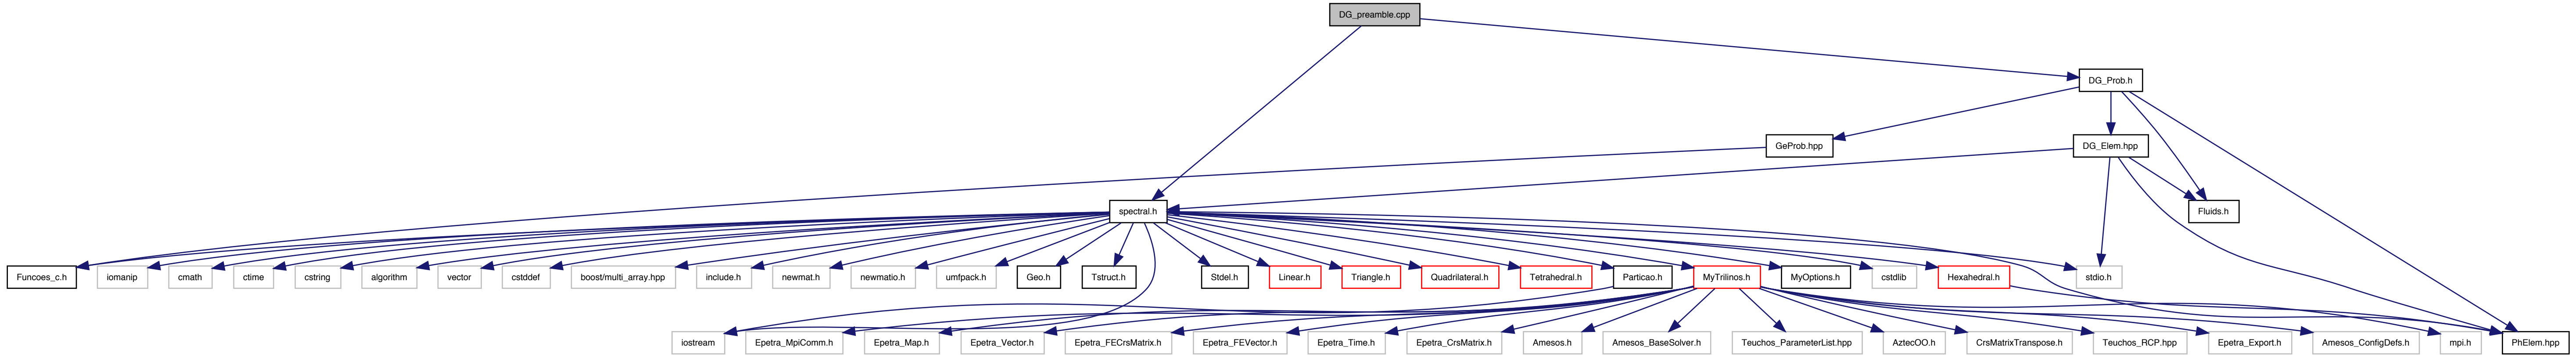 DG_preamble.cpp
DG_Prob.h
GeProb.hpp
DG_Elem.hpp
spectral.h
Fluids.h
Funcoes_c.h
iomanip
cmath
ctime
cstring
algorithm
vector
cstddef
boost/multi_array.hpp
include.h
newmat.h
newmatio.h
umfpack.h
Geo.h
Tstruct.h
Stdel.h
Linear.h
Triangle.h
Quadrilateral.h
Tetrahedral.h
Particao.h
MyTrilinos.h
MyOptions.h
cstdlib
Hexahedral.h
stdio.h
iostream
Epetra_MpiComm.h
Epetra_Map.h
Epetra_Vector.h
Epetra_FECrsMatrix.h
Epetra_FEVector.h
Epetra_Time.h
Epetra_CrsMatrix.h
Amesos.h
Amesos_BaseSolver.h
Teuchos_ParameterList.hpp
AztecOO.h
CrsMatrixTranspose.h
Teuchos_RCP.hpp
Epetra_Export.h
Amesos_ConfigDefs.h
mpi.h
PhElem.hpp